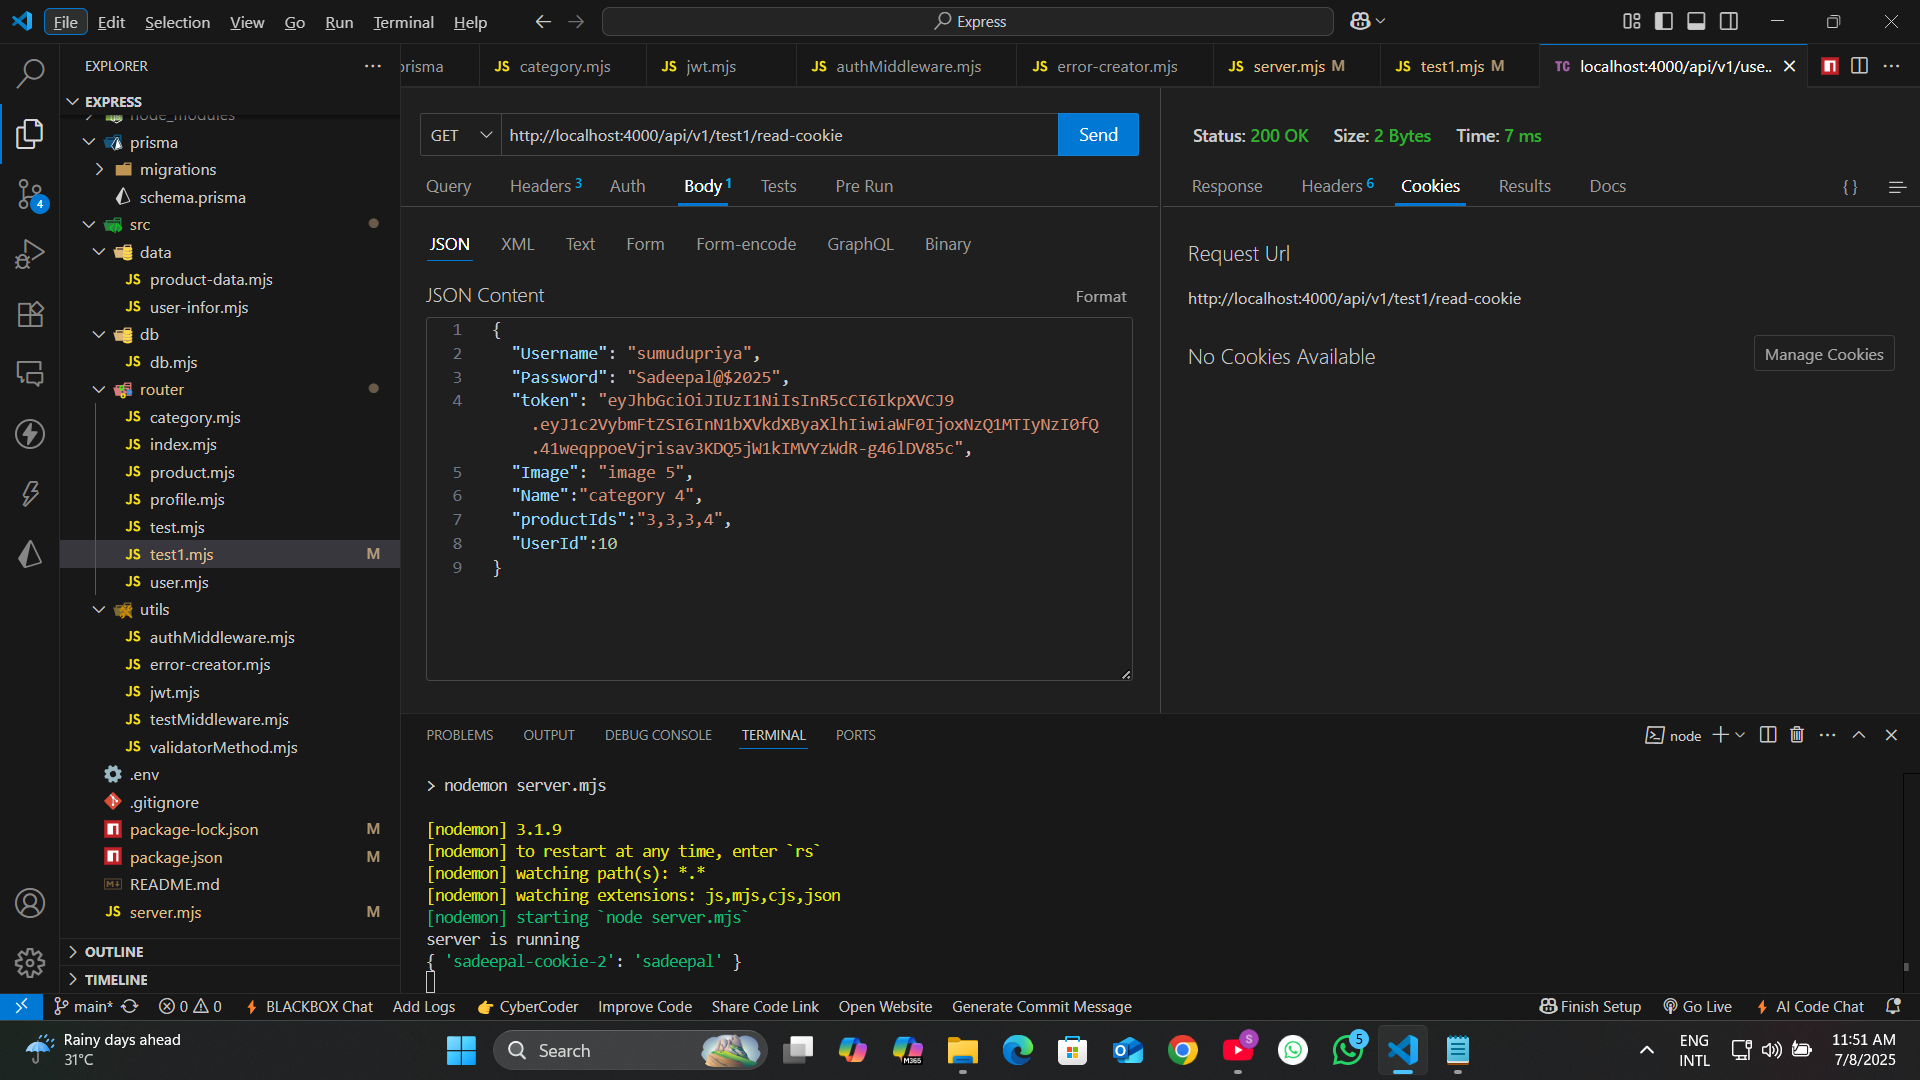 File Edit Selection View Go Run Terminal Help
Express
EXPLORER
EXPRESS
node_modules
prisma
migrations
schema.prisma
src
data
JS product-data.mjs
JS user-infor.mjs
db
JS db.mjs
router
JS category.mjs
JS index.mjs
JS product.mjs
JS profile.mjs
JS test.mjs
JS test1.mjs M
JS user.mjs
utils
JS authMiddleware.mjs
JS error-creator.mjs
JS jwt.mjs
JS testMiddleware.mjs
JS validatorMethod.mjs
.env
.gitignore
package-lock.json M
package.json M
README.md
JS server.mjs M
OUTLINE
TIMELINE
4
prisma JS category.mjs JS jwt.mjs JS authMiddleware.mjs JS error-creator.mjs JS server.mjs M JS test1.mjs M TC localhost:4000/api/v1/use..
GET http://localhost:4000/api/v1/test1/read-cookie Send
Query Headers 3 Auth Body 1 Tests Pre Run
JSON XML Text Form Form-encode GraphQL Binary
JSON Content Format
1 {
2 "Username": "sumudupriya",
3 "Password": "Sadeepal@$2025",
4 "token": "eyJhbGciOiJIUzI1NiIsInR5cCI6IkpXVCJ9
.eyJ1c2VybmFtZSI6InN1bXVkdXByaXlhIiwiaWF0IjoxNzQ1MTIyNzI0fQ
.41weqppoeVjrisav3KDQ5jW1kIMVYzWdR-g46lDV85c",
5 "Image": "image 5",
6 "Name":"category 4",
7 "productIds":"3,3,3,4",
8 "UserId":10
9 }
Status: 200 OK Size: 2 Bytes Time: 7 ms
Response Headers 6 Cookies Results Docs { }
Request Url
http://localhost:4000/api/v1/test1/read-cookie
No Cookies Available Manage Cookies
PROBLEMS OUTPUT DEBUG CONSOLE TERMINAL PORTS
node
> nodemon server.mjs
[nodemon] 3.1.9
[nodemon] to restart at any time, enter `rs`
[nodemon] watching path(s): *.*
[nodemon] watching extensions: js,mjs,cjs,json
[nodemon] starting `node server.mjs`
server is running
{ 'sadeepal-cookie-2': 'sadeepal' }
main* 0 0 BLACKBOX Chat Add Logs CyberCoder Improve Code Share Code Link Open Website Generate Commit Message Finish Setup Go Live AI Code Chat
Rainy days ahead
31°C
Search
M365
S
5
ENG
INTL
11:51 AM
7/8/2025